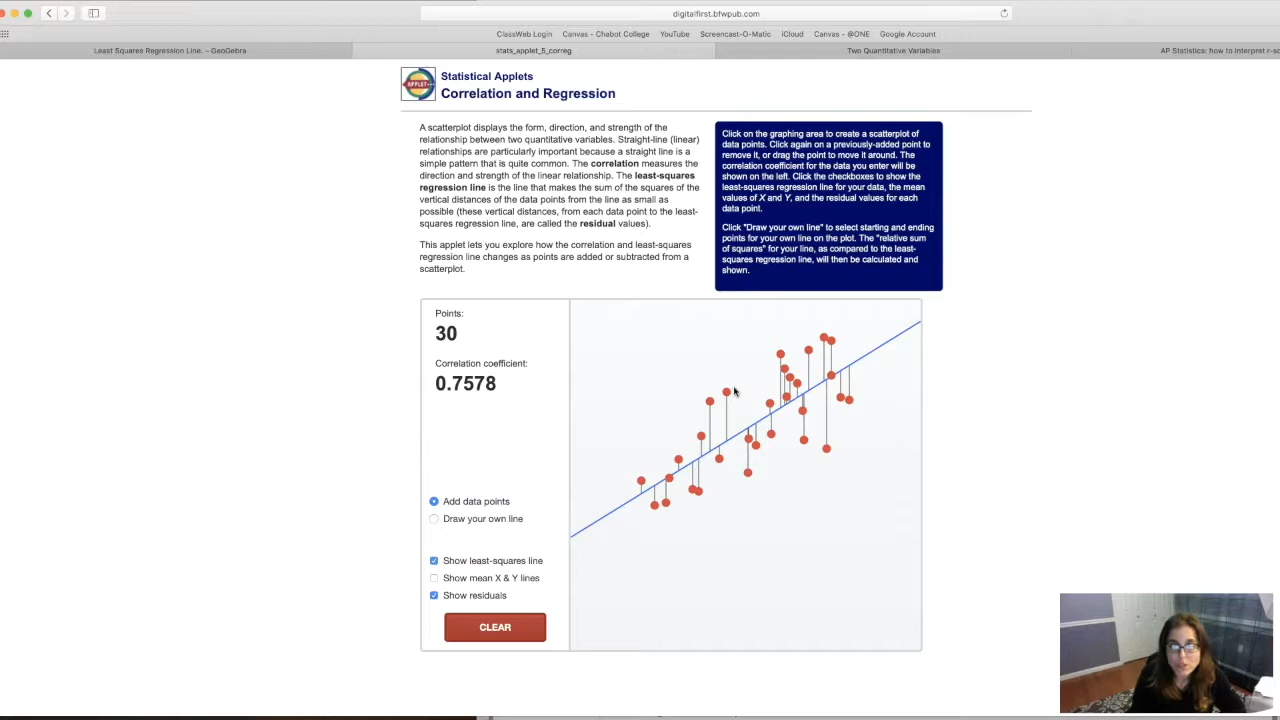 digitalfirst.bfwpub.com
ClassWeb Login Canvas - Chabot College YouTube Screencast-O-Matic iCloud Canvas - @ONE Google Account
Least Squares Regression Line. – GeoGebra
stats_applet_5_correg
Two Quantitative Variables
AP Statistics: how to interpret r-sc
APPLET
Statistical Applets
Correlation and Regression
A scatterplot displays the form, direction, and strength of the
relationship between two quantitative variables. Straight-line (linear)
relationships are particularly important because a straight line is a
simple pattern that is quite common. The correlation measures the
direction and strength of the linear relationship. The least-squares
regression line is the line that makes the sum of the squares of the
vertical distances of the data points from the line as small as
possible (these vertical distances, from each data point to the least-
squares regression line, are called the residual values).
This applet lets you explore how the correlation and least-squares
regression line changes as points are added or subtracted from a
scatterplot.
Click on the graphing area to create a scatterplot of
data points. Click again on a previously-added point to
remove it, or drag the point to move it around. The
correlation coefficient for the data you enter will be
shown on the left. Click the checkboxes to show the
least-squares regression line for your data, the mean
values of X and Y, and the residual values for each
data point.
Click "Draw your own line" to select starting and ending
points for your own line on the plot. The "relative sum
of squares" for your line, as compared to the least-
squares regression line, will then be calculated and
shown.
Points:
30
Correlation coefficient:
0.7578
Add data points
Draw your own line
Show least-squares line
Show mean X & Y lines
Show residuals
CLEAR